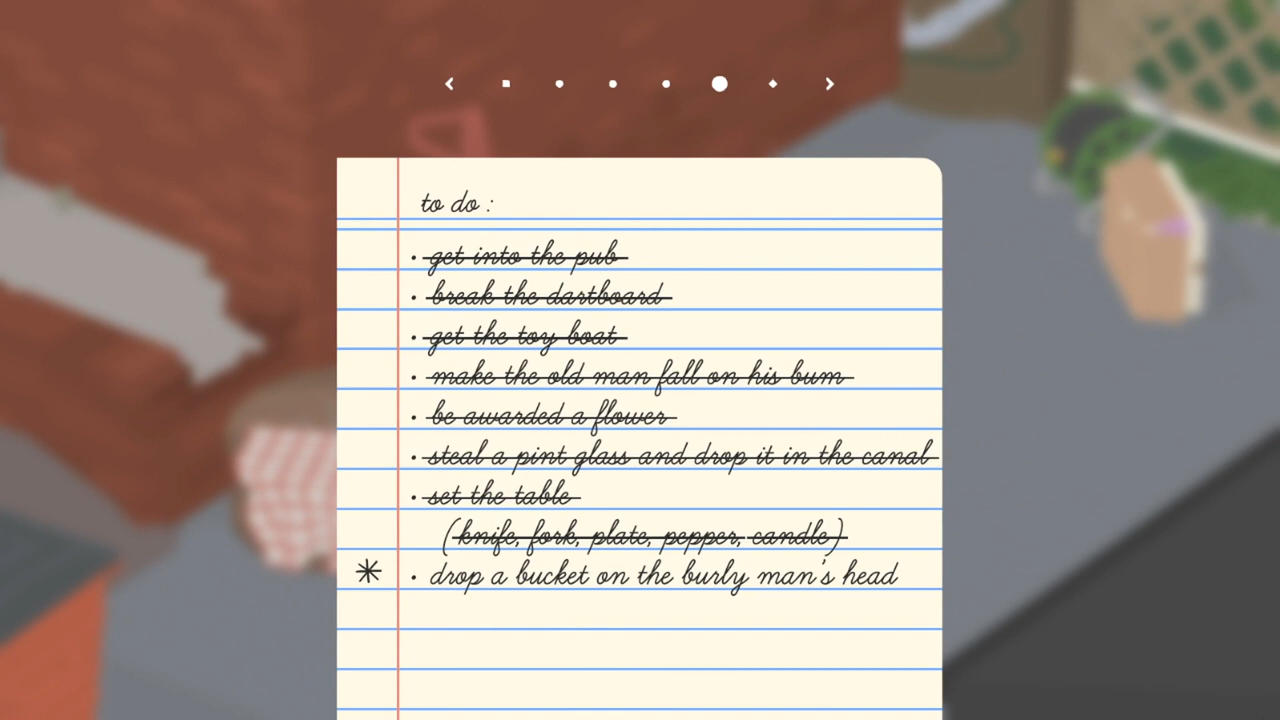 to do :
• get into the pub
• break the dartboard
• get the toy boat
• make the old man fall on his bum
• be awarded a flower
• steal a pint glass and drop it in the canal
• set the table
(knife, fork, plate, pepper, candle)
• drop a bucket on the burly man's head